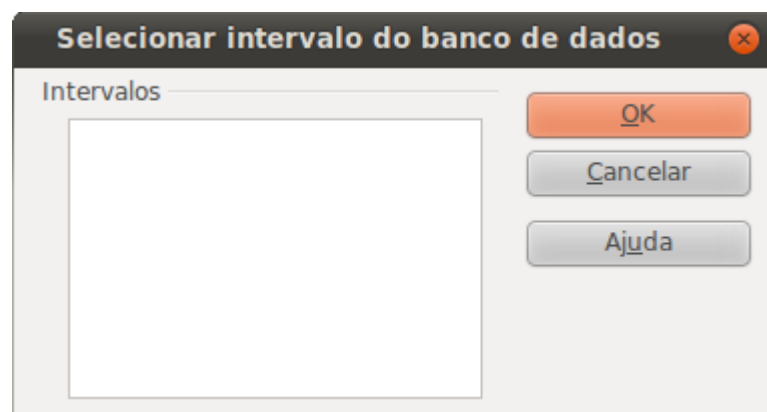 Selecionar intervalo do banco de dados
Intervalos
OK
Cancelar
Ajuda